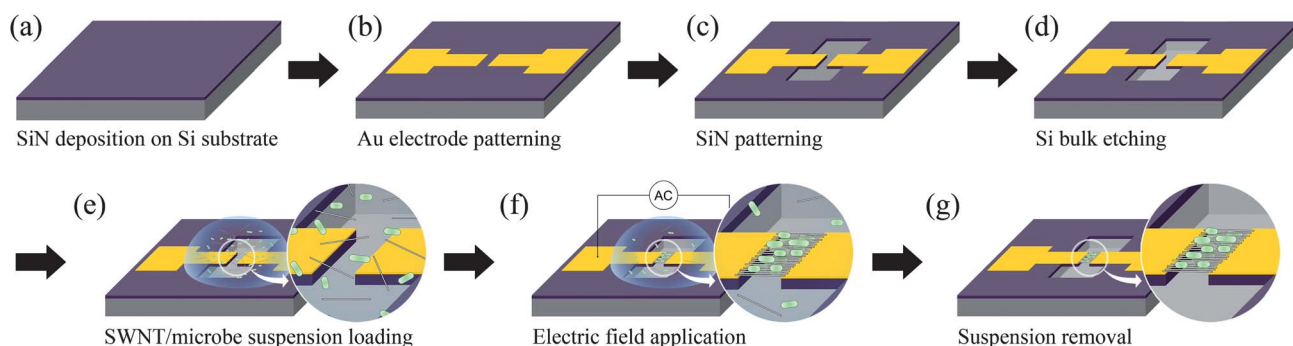 (a)
(b)
(c)
(d)
SiN deposition on Si substrate
Au electrode patterning
SiN patterning
Si bulk etching
(e)
(f)
AC
(g)
SWNT/microbe suspension loading
Electric field application
Suspension removal